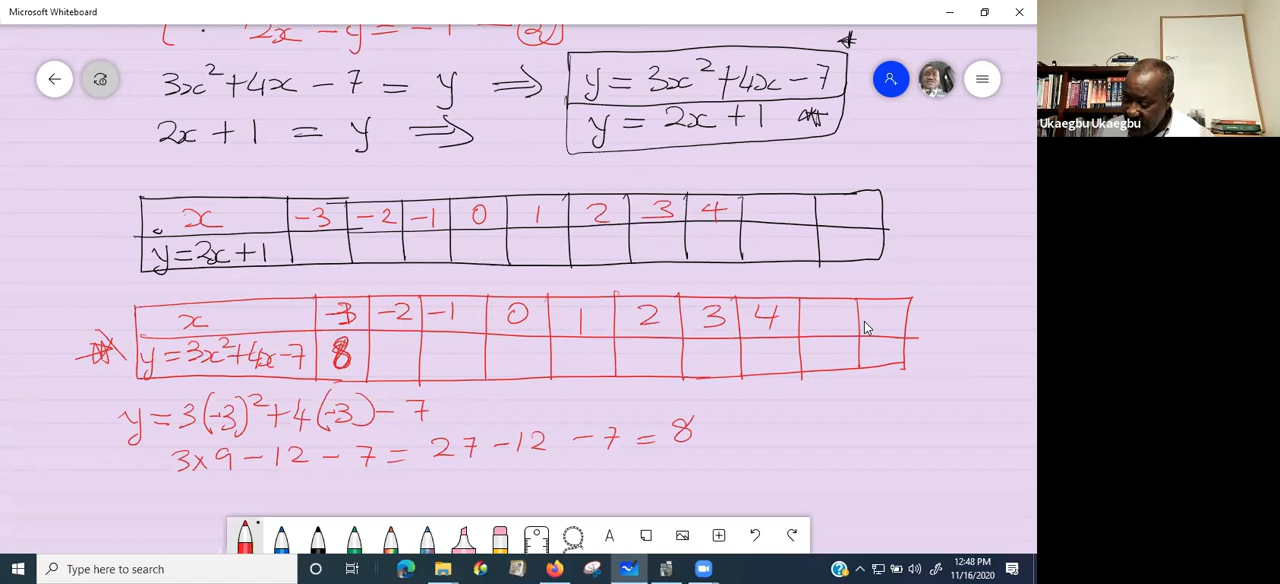 Microsoft Whiteboard
2x - y = -1 (2)
3x² + 4x - 7 = y ⟹ y = 3x² + 4x - 7
2x + 1 = y ⟹ y = 2x + 1
Ukaegbu Ukaegbu
x -3 -2 -1 0 1 2 3 4
y = 2x + 1
x -3 -2 -1 0 1 2 3 4
y = 3x² + 4x - 7 8
y = 3(-3)² + 4(-3) - 7
3 x 9 - 12 - 7 = 27 - 12 - 7 = 8
A
Type here to search
12:48 PM
11/16/2020